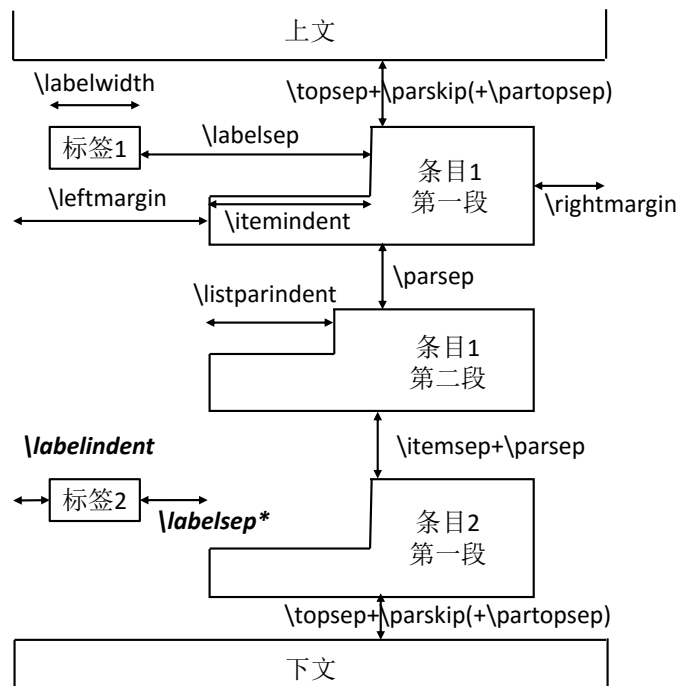 上文
\labelwidth
\topsep+\parskip(+\partopsep)
标签1
\labelsep
条目1
第一段
\leftmargin
\itemindent
\rightmargin
\parsep
\listparindent
条目1
第二段
\labelindent
\itemsep+\parsep
标签2
\labelsep*
条目2
第一段
\topsep+\parskip(+\partopsep)
下文